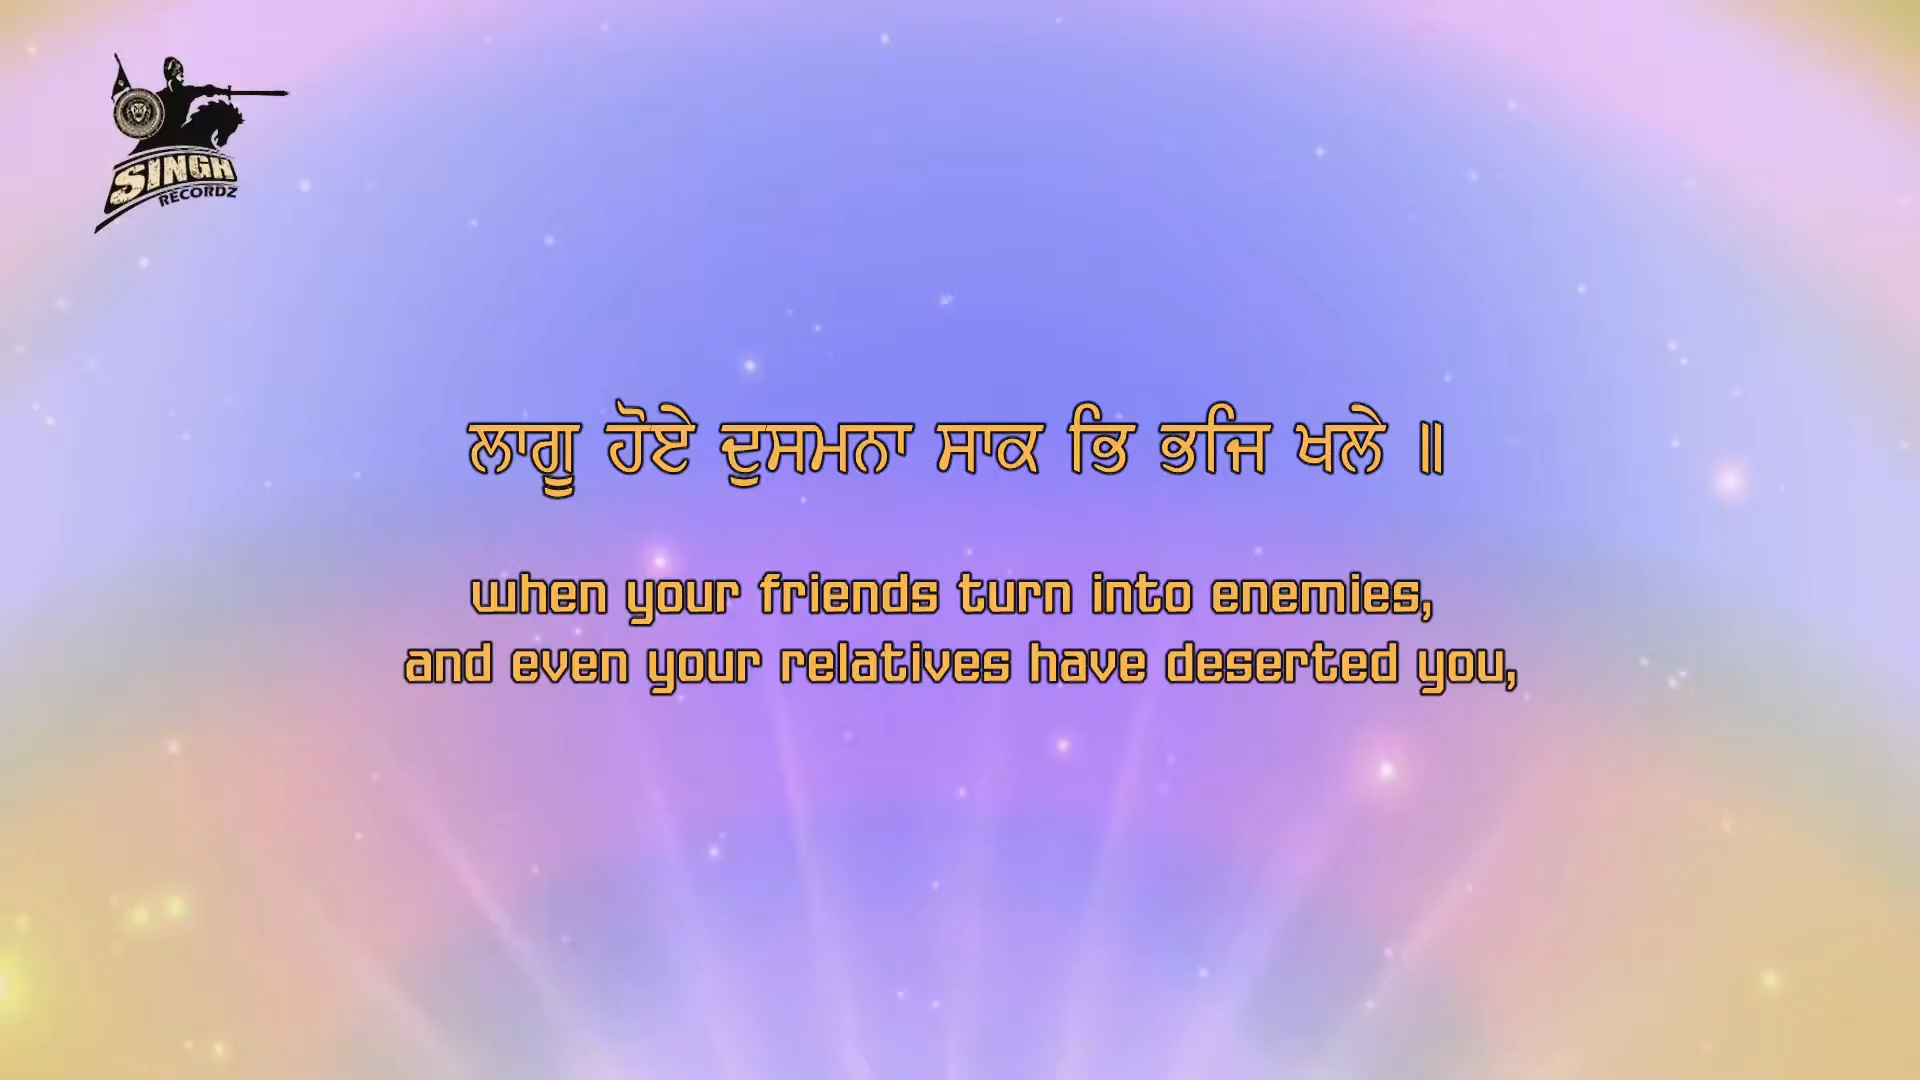 SINGH
RECORDZ
ਲਾਗੂ ਹੋਏ ਦੁਸਮਨਾ ਸਾਕ ਭਿ ਭਜਿ ਖਲੇ ॥
when your friends turn into enemies,
and even your relatives have deserted you,